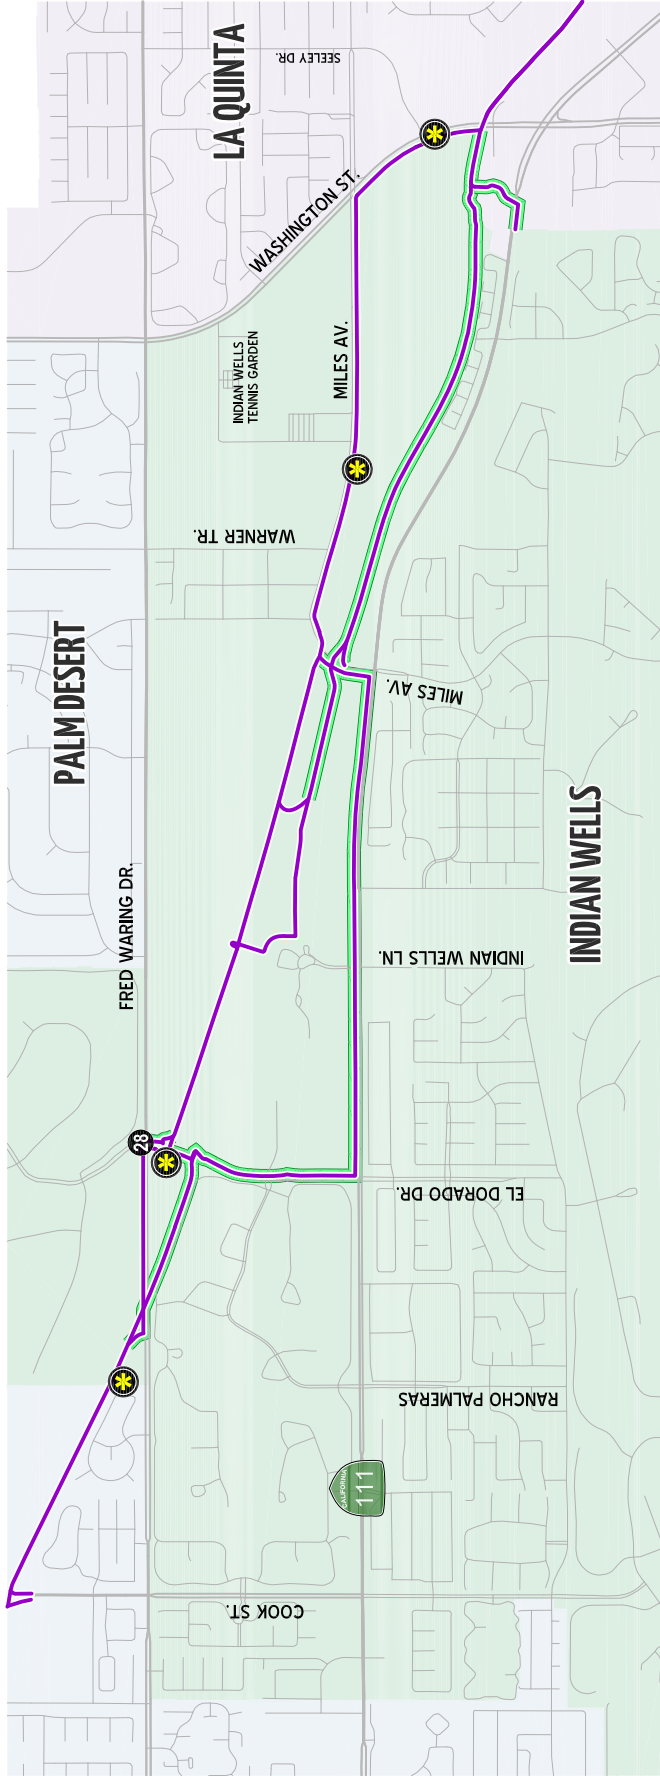 LA QUINTA
SEELEY DR.
WASHINGTON ST.
MILES AV.
INDIAN WELLS
TENNIS GARDEN
WARNER TR.
PALM DESERT
MILES AV.
INDIAN WELLS
FRED WARING DR.
INDIAN WELLS LN.
28
EL DORADO DR.
RANCHO PALMERAS
CALIFORNIA
111
COOK ST.